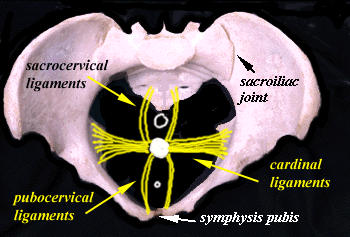 sacrocervical
ligaments
sacroiliac
joint
cardinal
ligaments
pubocervical
ligaments
symphysis pubis